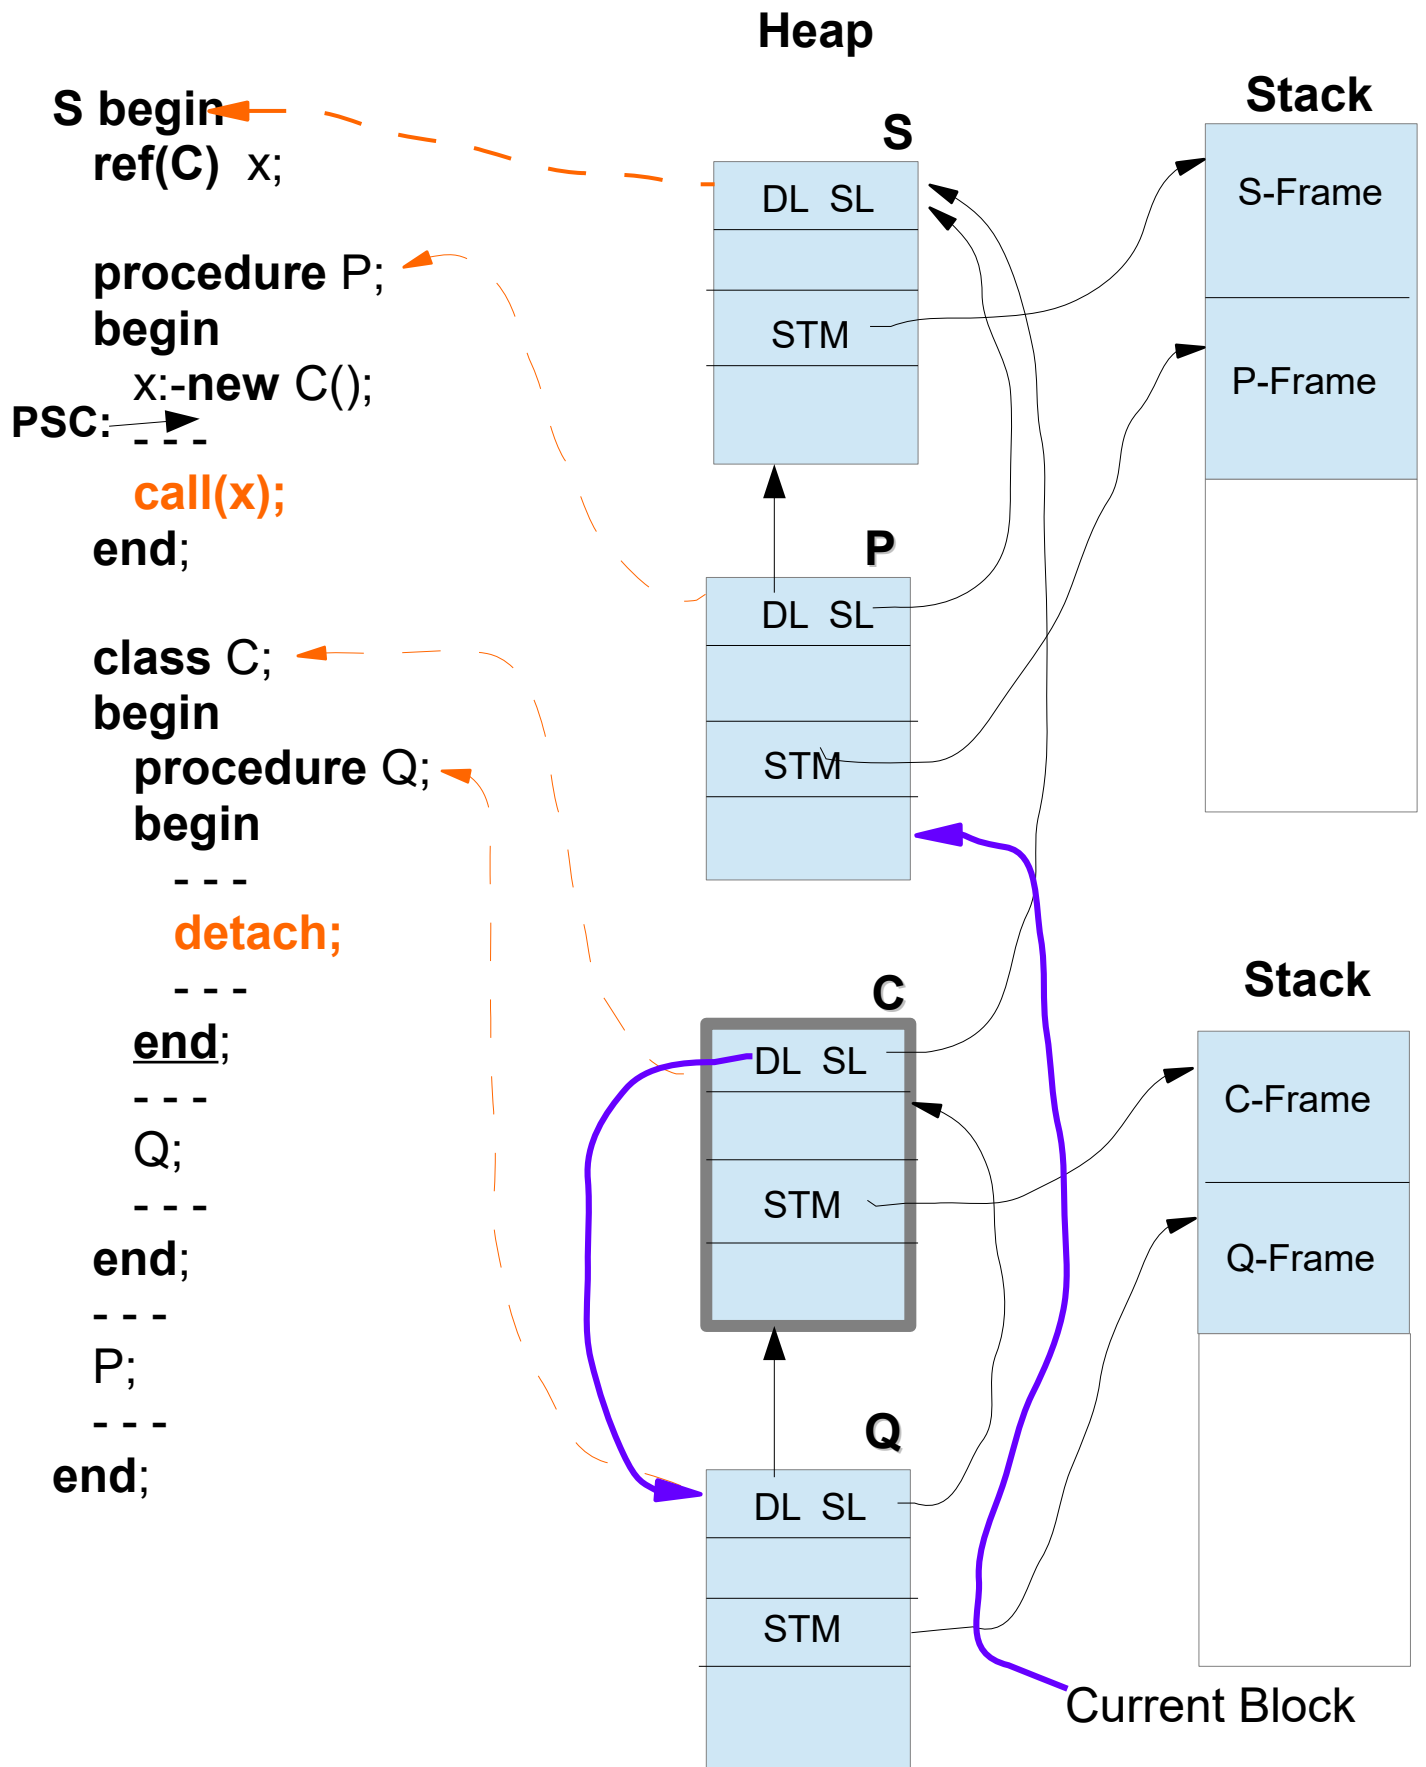 Heap
S begin
ref(C) x;
procedure P;
begin
x:-new C();
PSC:
- - -
call(x);
end;
class C;
begin
procedure Q;
begin
- - -
detach;
- - -
end;
- - -
Q;
- - -
end;
- - -
P;
- - -
end;
S
DL SL
STM
P
DL SL
STM
C
DL SL
STM
Q
DL SL
STM
Stack
S-Frame
P-Frame
Stack
C-Frame
Q-Frame
Current Block